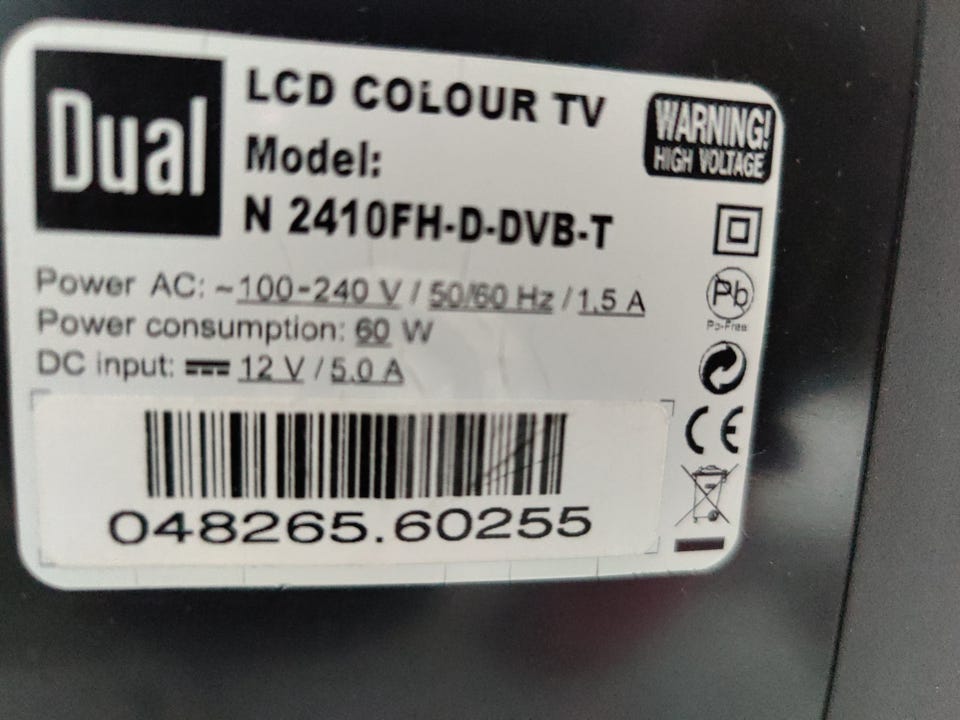 Dual
LCD COLOUR TV
Model:
N 2410FH-D-DVB-T
WARNING!
HIGH VOLTAGE
Power AC: ~100-240 V / 50/60 Hz / 1,5 A
Power consumption: 60 W
DC input: ⎓ 12 V / 5.0 A
Pb
Pb-Free
CE
048265.60255